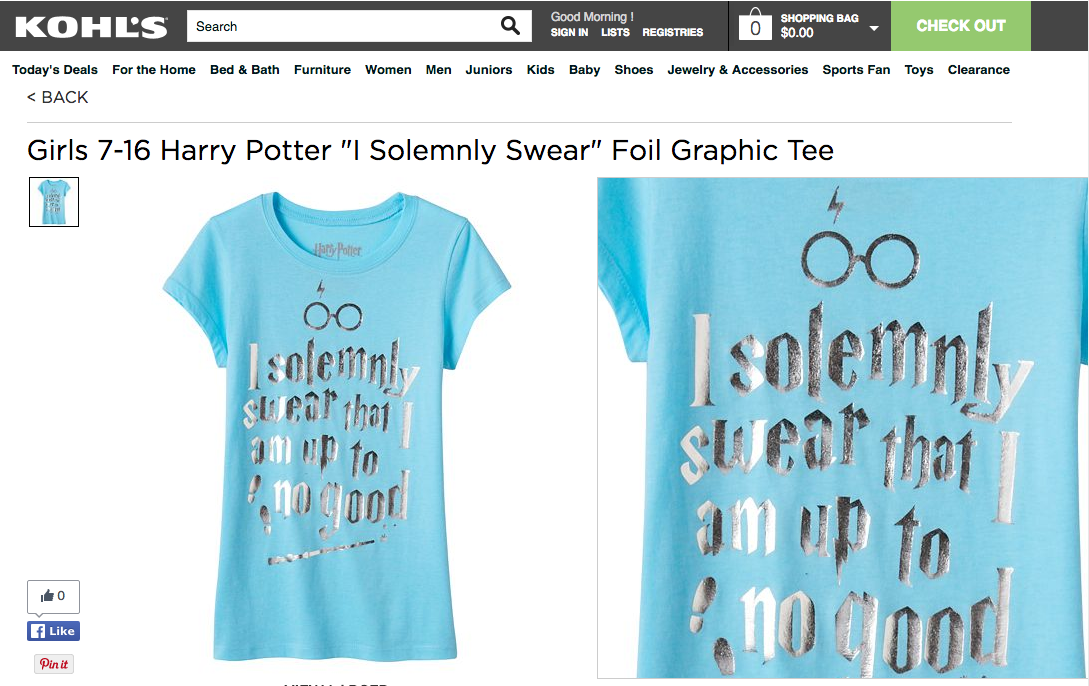 KOHL'S
Search
Good Morning !
SIGN IN LISTS REGISTRIES
0
SHOPPING BAG
$0.00
CHECK OUT
Today's Deals For the Home Bed & Bath Furniture Women Men Juniors Kids Baby Shoes Jewelry & Accessories Sports Fan Toys Clearance
< BACK
Girls 7-16 Harry Potter "I Solemnly Swear" Foil Graphic Tee
Harry Potter
I solemnly
swear that I
am up to
no good
I solemnly
swear that I
am up to
no good
0
f Like
Pin it
VIEW LARGER